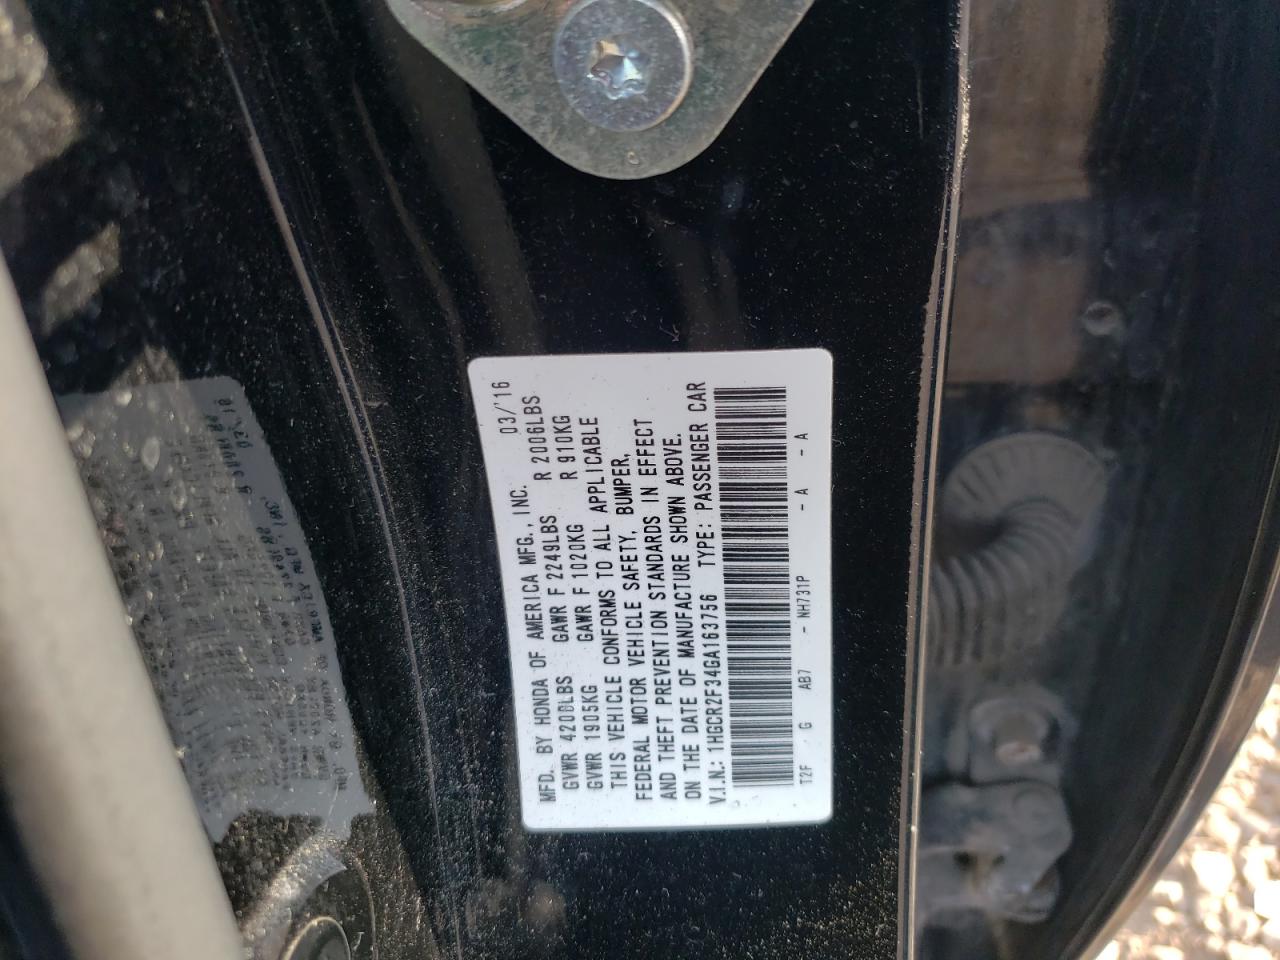 MFD. BY HONDA OF AMERICA MFG., INC. 03/'16
GVWR 4200LBS GAWR F 2249LBS R 2006LBS
GVWR 1905KG GAWR F 1020KG R 910KG
THIS VEHICLE CONFORMS TO ALL APPLICABLE
FEDERAL MOTOR VEHICLE SAFETY, BUMPER,
AND THEFT PREVENTION STANDARDS IN EFFECT
ON THE DATE OF MANUFACTURE SHOWN ABOVE.
V.I.N.: 1HGCR2F34GA163756 TYPE: PASSENGER CAR
T2F G AB7 - NH731P - A - A